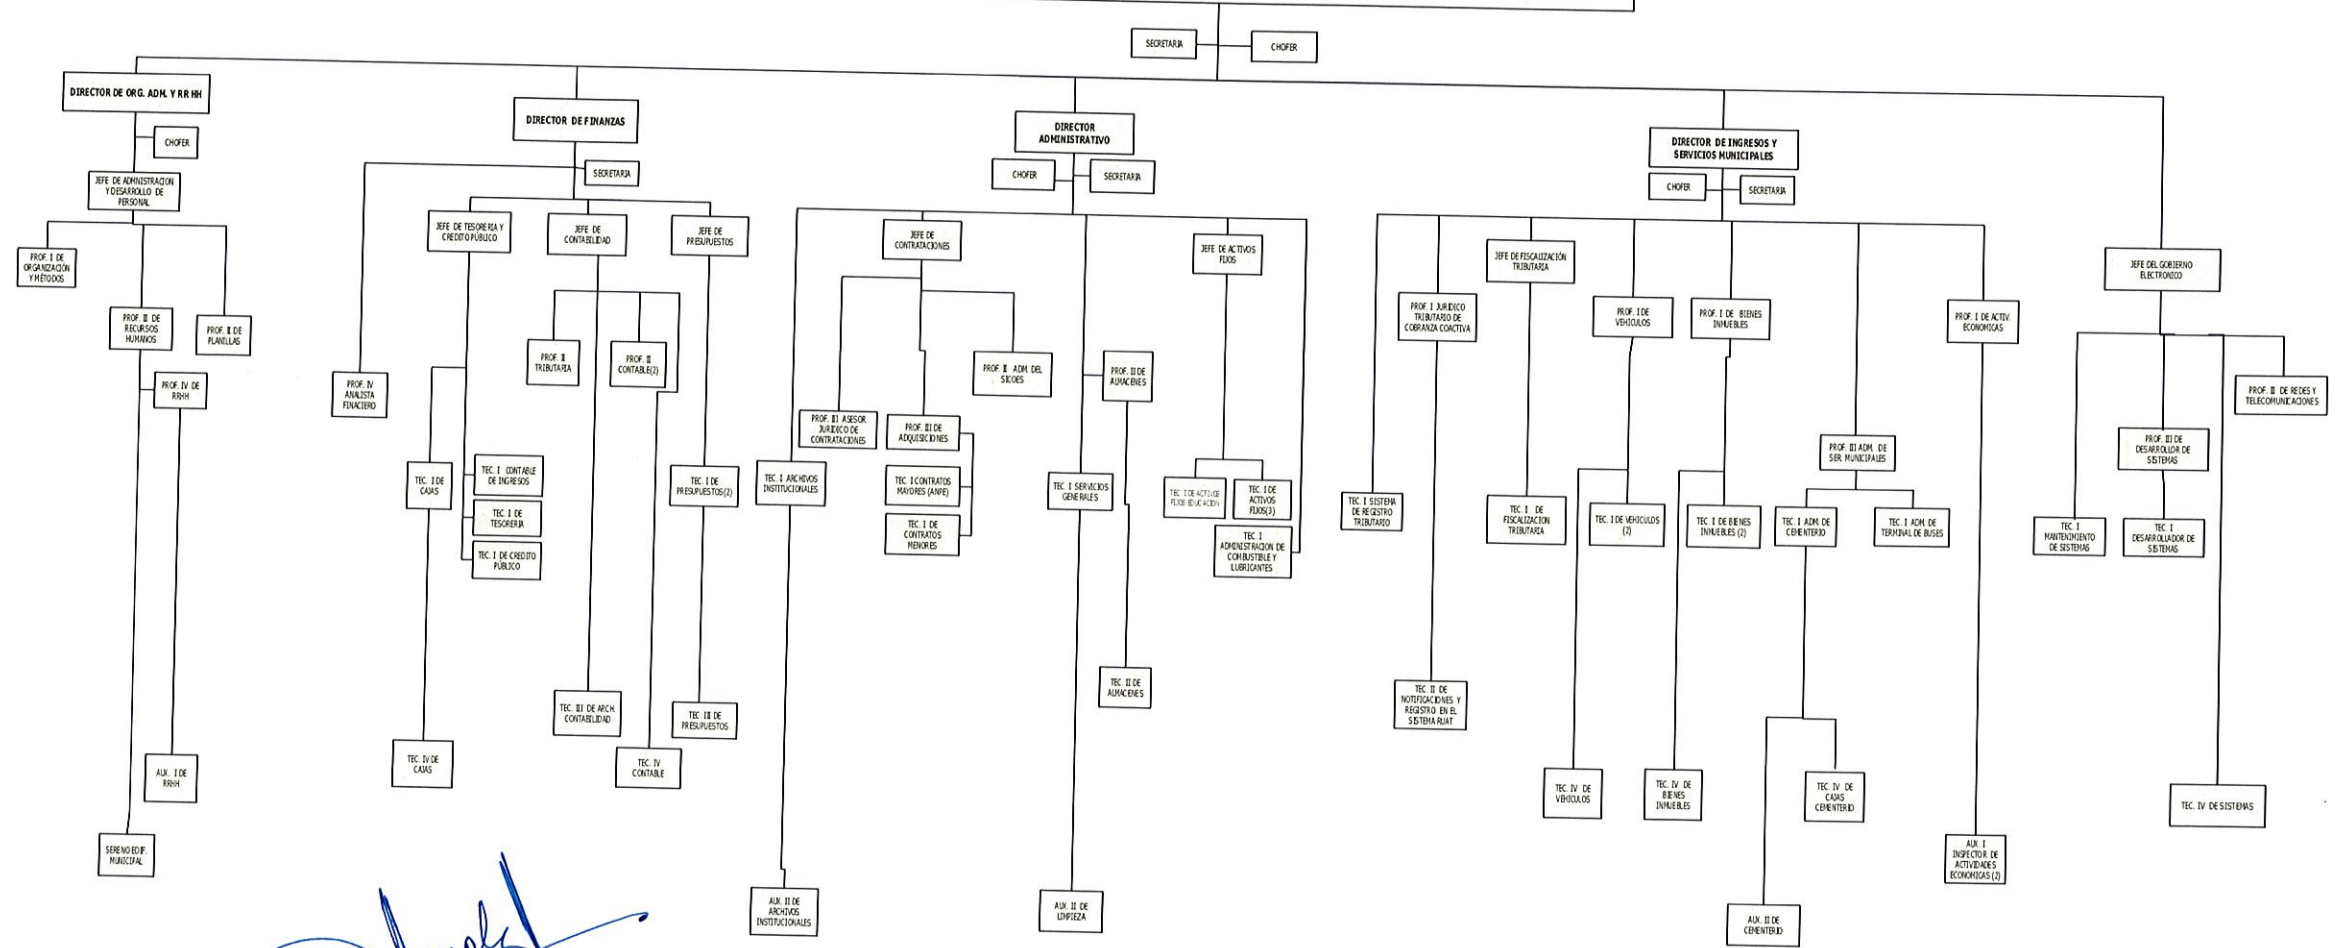 SECRETARIA
CHOFER
DIRECTOR DE ORG. ADM. Y RRHH
CHOFER
JEFE DE ADMNISTRACION
Y DESARROLLO DE
PERSONAL
PROF. I DE
ORGANIZACIÓN
Y MÉTODOS
PROF. II DE
RECURSOS
HUMANOS
PROF. II DE
PLANILLAS
PROF. IV DE
RRHH
AUX. I DE
RRHH
SERENO EDIF.
MUNICIPAL
DIRECTOR DE FINANZAS
SECRETARIA
JEFE DE TESORERIA Y
CREDITO PÚBLICO
JEFE DE
CONTABILIDAD
JEFE DE
PRESUPUESTOS
PROF. IV
ANALISTA
FINACIERO
PROF. II
TRIBUTARIA
PROF. II
CONTABLE(2)
TEC. I DE
CAJAS
TEC. I CONTABLE
DE INGRESOS
TEC. I DE
TESORERIA
TEC. I DE CREDITO
PÚBLICO
TEC. I DE
PRESUPUESTOS(2)
TEC. III DE ARCH.
CONTABILIDAD
TEC. III DE
PRESUPUESTOS
TEC. IV DE
CAJAS
TEC. IV
CONTABLE
DIRECTOR
ADMINISTRATIVO
CHOFER
SECRETARIA
JEFE DE
CONTRATACIONES
JEFE DE ACTIVOS
FIJOS
PROF. II ADM. DEL
SICOES
PROF. III DE
ALMACENES
PROF. III ASESOR
JURIDICO DE
CONTRATACIONES
PROF. III DE
ADQUISICIONES
TEC. I ARCHIVOS
INSTITUCIONALES
TEC. I CONTRATOS
MAYORES (ANPE)
TEC. I DE
CONTRATOS
MENORES
TEC. I SERVICIOS
GENERALES
TEC. I DE ACTIVOS
FIJOS EDUCACION
TEC. I DE
ACTIVOS
FIJOS(3)
TEC. I
ADMINISTRACION DE
COMBUSTIBLE Y
LUBRICANTES
TEC. II DE
ALMACENES
AUX. II DE
ARCHIVOS
INSTITUCIONALES
AUX. II DE
LIMPIEZA
DIRECTOR DE INGRESOS Y
SERVICIOS MUNICIPALES
CHOFER
SECRETARIA
JEFE DE FISCALIZACIÓN
TRIBUTARIA
PROF. I JURIDICO
TRIBUTARIO DE
COBRANZA COACTIVA
PROF. I DE
VEHICULOS
PROF. I DE BIENES
INMUEBLES
PROF. I DE ACTIV.
ECONOMICAS
PROF. III ADM. DE
SER. MUNICIPALES
TEC. I SISTEMA
DE REGISTRO
TRIBUTARIO
TEC. I DE
FISCALIZACION
TRIBUTARIA
TEC. I DE VEHICULOS
(2)
TEC. I DE BIENES
INMUEBLES (2)
TEC. I ADM. DE
CEMENTERIO
TEC. I ADM. DE
TERMINAL DE BUSES
TEC. II DE
NOTIFICACIONES Y
REGISTRO EN EL
SISTEMA RUAT
TEC. IV DE
VEHICULOS
TEC. IV DE
BIENES
INMUEBLES
TEC. IV DE
CAJAS
CEMENTERIO
AUX. I
INSPECTOR DE
ACTIVIDADES
ECONOMICAS (2)
AUX. II DE
CEMENTERIO
JEFE DEL GOBIERNO
ELECTRONICO
PROF. II DE REDES Y
TELECOMUNICACIONES
PROF. III DE
DESARROLLOR DE
SISTEMAS
TEC. I
MANTENIMIENTO
DE SISTEMAS
TEC. I
DESARROLLADOR DE
SISTEMAS
TEC. IV DE SISTEMAS